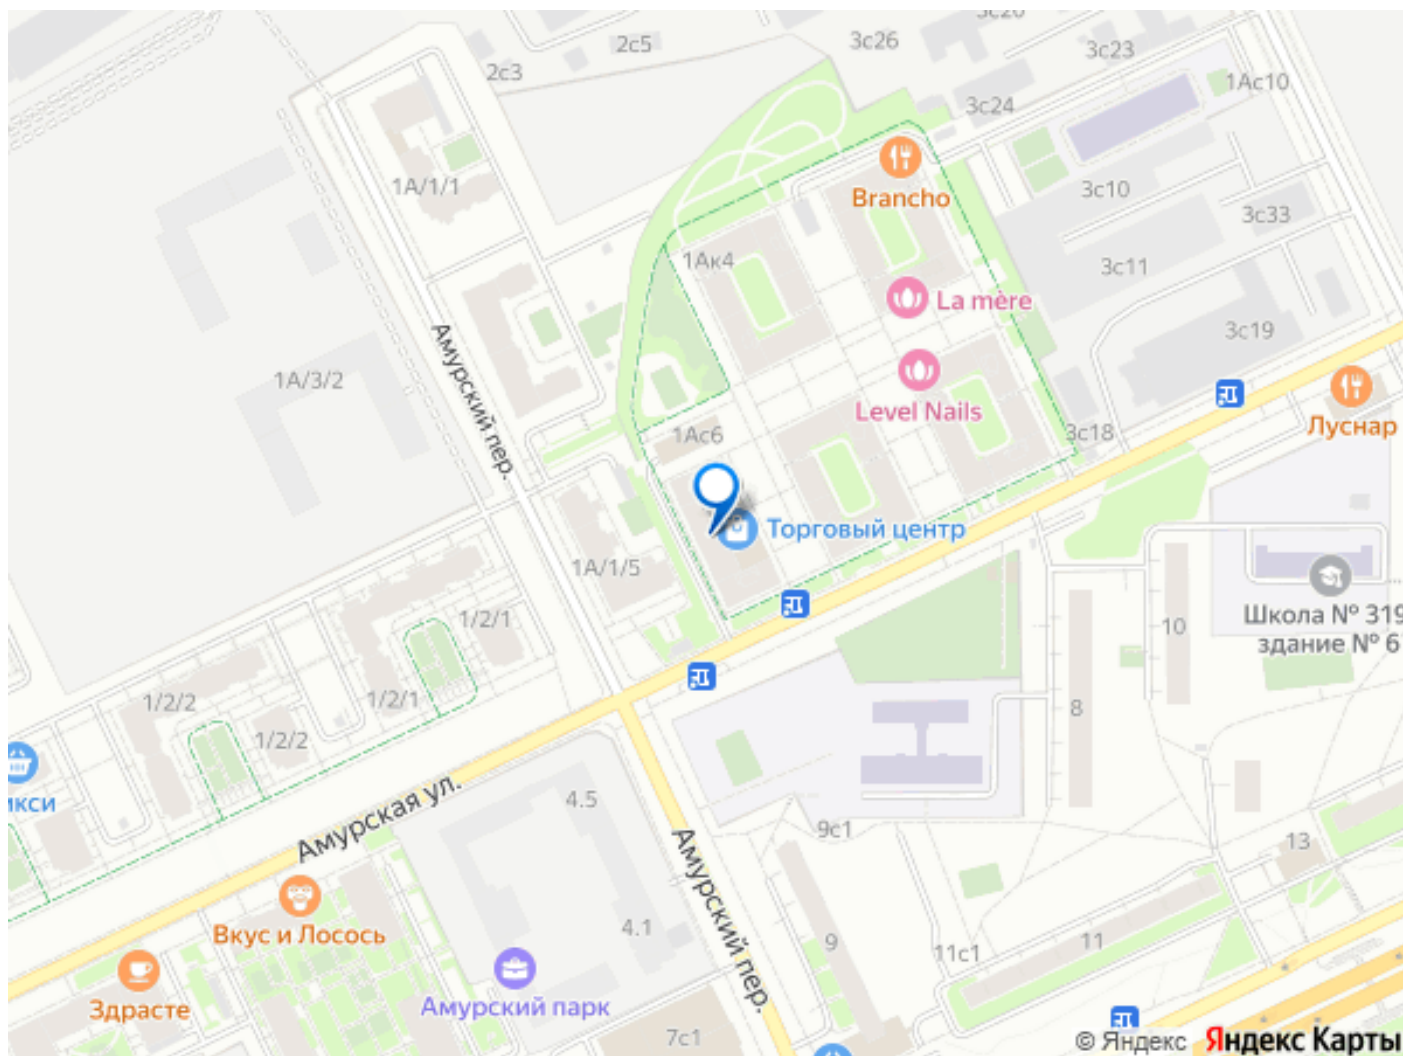 3с26
2с5
3с26
3с23
2с3
1Ас10
3с24
1А/1/1
Brancho
3с10
3с33
1Ак4
3с11
La mère
3с19
Амурский пер.
1А/3/2
Level Nails
Луснар
1Ас6
3с18
Торговый центр
1А/1/5
Школа № 319
здание № 6
1/2/1
10
1/2/2
1/2/1
8
1/2/2
икси
4.5
Амурская ул.
9с1
13
Амурский пер.
Вкус и Лосось
4.1
9
11с1
11
Здрасте
Амурский парк
7с1
© Яндекс Яндекс Карты